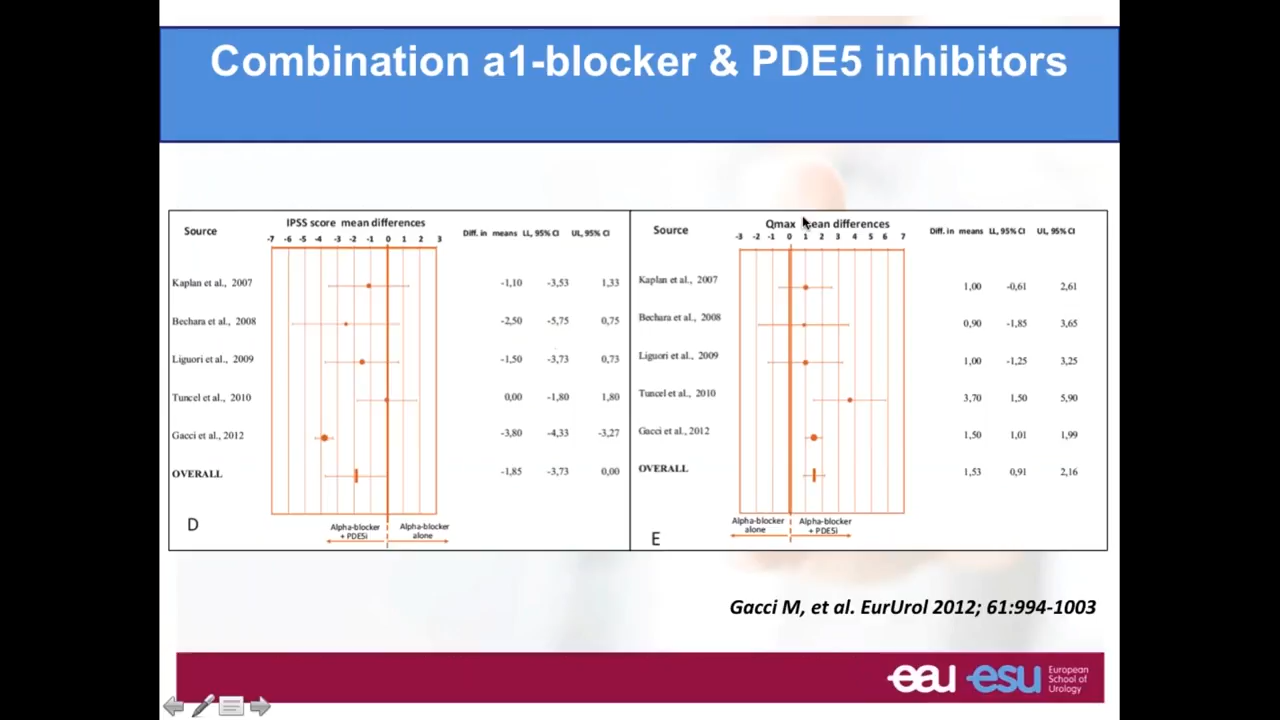 Combination a1-blocker & PDE5 inhibitors
IPSS score mean differences
Source
-7 -6 -5 -4 -3 -2 -1 0 1 2 3
Diff. in means LL, 95% CI UL, 95% CI
Kaplan et al., 2007 -1,10 -3,53 1,33
Bechara et al., 2008 -2,50 -5,75 0,75
Liguori et al., 2009 -1,50 -3,73 0,73
Tuncel et al., 2010 0,00 -1,80 1,80
Gacci et al., 2012 -3,80 -4,33 -3,27
OVERALL -1,85 -3,73 0,00
D
Alpha-blocker
+ PDE5i
Alpha-blocker
alone
Qmax mean differences
Source
-3 -2 -1 0 1 2 3 4 5 6 7
Diff. in means LL, 95% CI UL, 95% CI
Kaplan et al., 2007 1,00 -0,61 2,61
Bechara et al., 2008 0,90 -1,85 3,65
Liguori et al., 2009 1,00 -1,25 3,25
Tuncel et al., 2010 3,70 1,50 5,90
Gacci et al., 2012 1,50 1,01 1,99
OVERALL 1,53 0,91 2,16
E
Alpha-blocker
alone
Alpha-blocker
+ PDE5i
Gacci M, et al. EurUrol 2012; 61:994-1003
eau esu European
School of
Urology